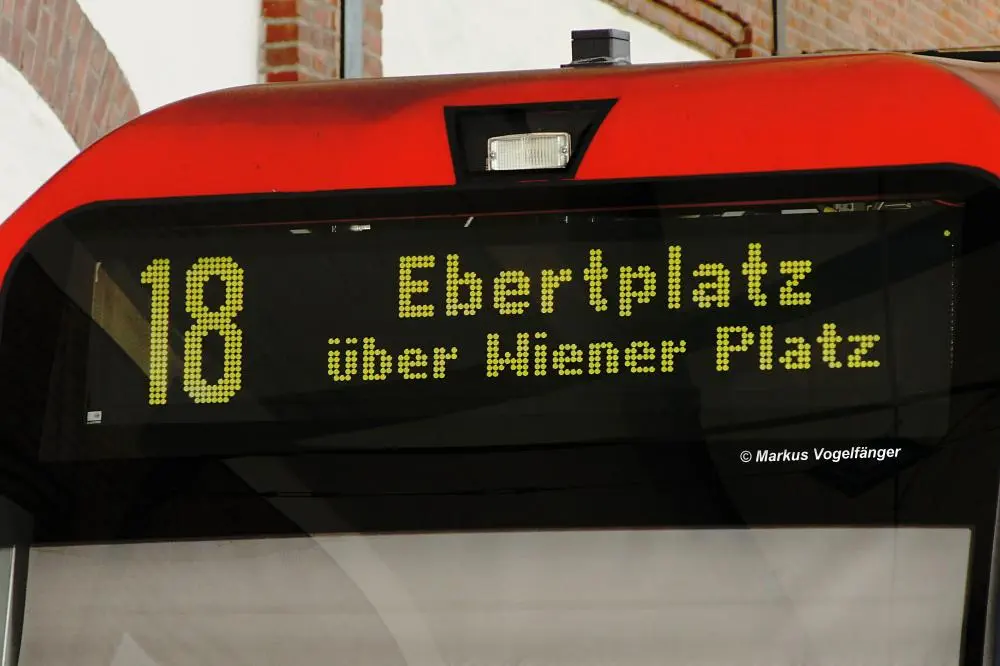 18 Ebertplatz
über Wiener Platz
© Markus Vogelfänger